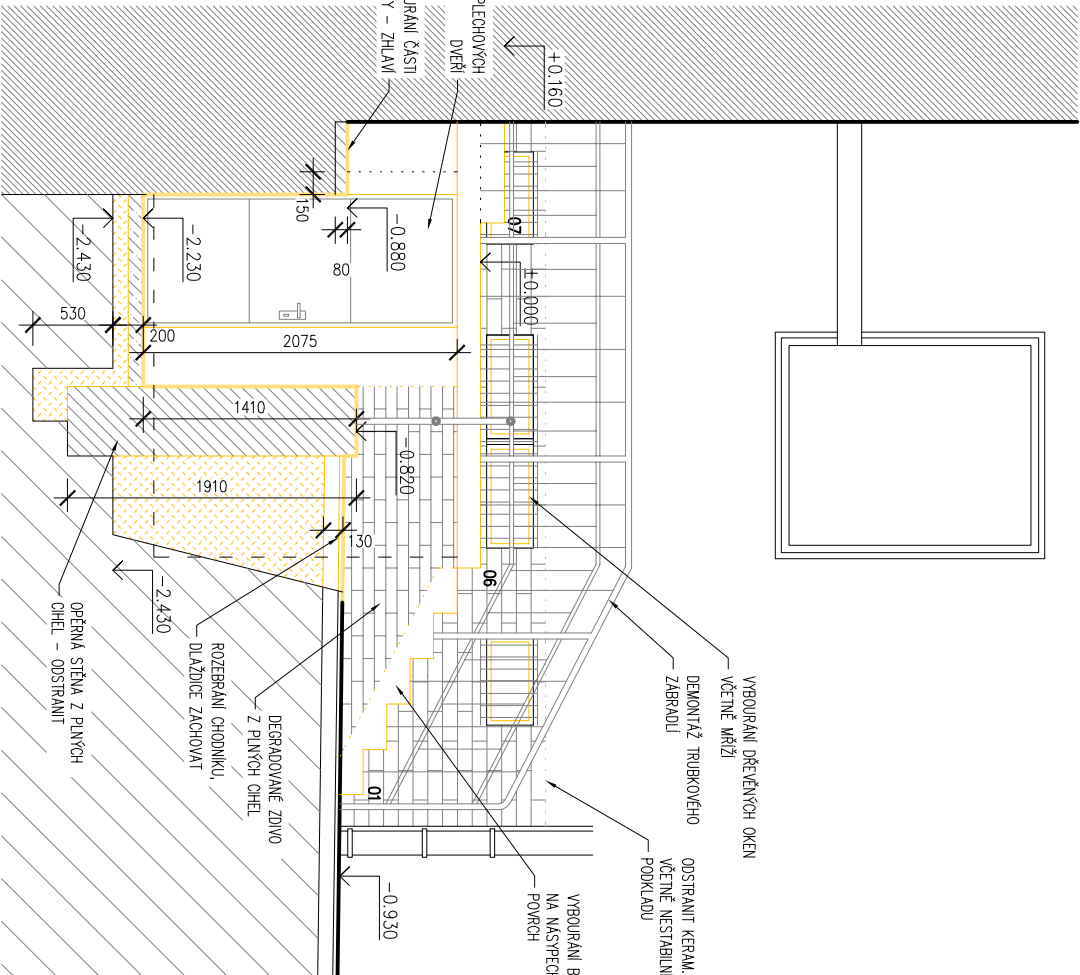 PLECHOVÝCH
DVEŘÍ
URÁNÍ ČÁSTI
Y - ZHLAVÍ
+0.160
150
-0.880
80
07
±0.000
-2.230
-2.430
530
200
2075
1410
-0.820
1910
130
06
-2.430
01
-0.930
OPĚRNÁ STĚNA Z PLNÝCH
CIHEL - ODSTRANIT
ROZEBRÁNÍ CHODNÍKU,
DLAŽDICE ZACHOVAT
DEGRADOVANÉ ZDIVO
Z PLNÝCH CIHEL
VYBOURÁNÍ DŘEVĚNÝCH OKEN
VČETNĚ MŘÍŽÍ
DEMONTÁŽ TRUBKOVÉHO
ZÁBRADLÍ
ODSTRANIT KERAM.
VČETNĚ NESTABILN
PODKLADU
VYBOURÁNÍ B
NA NÁSYPECH
POVRCH